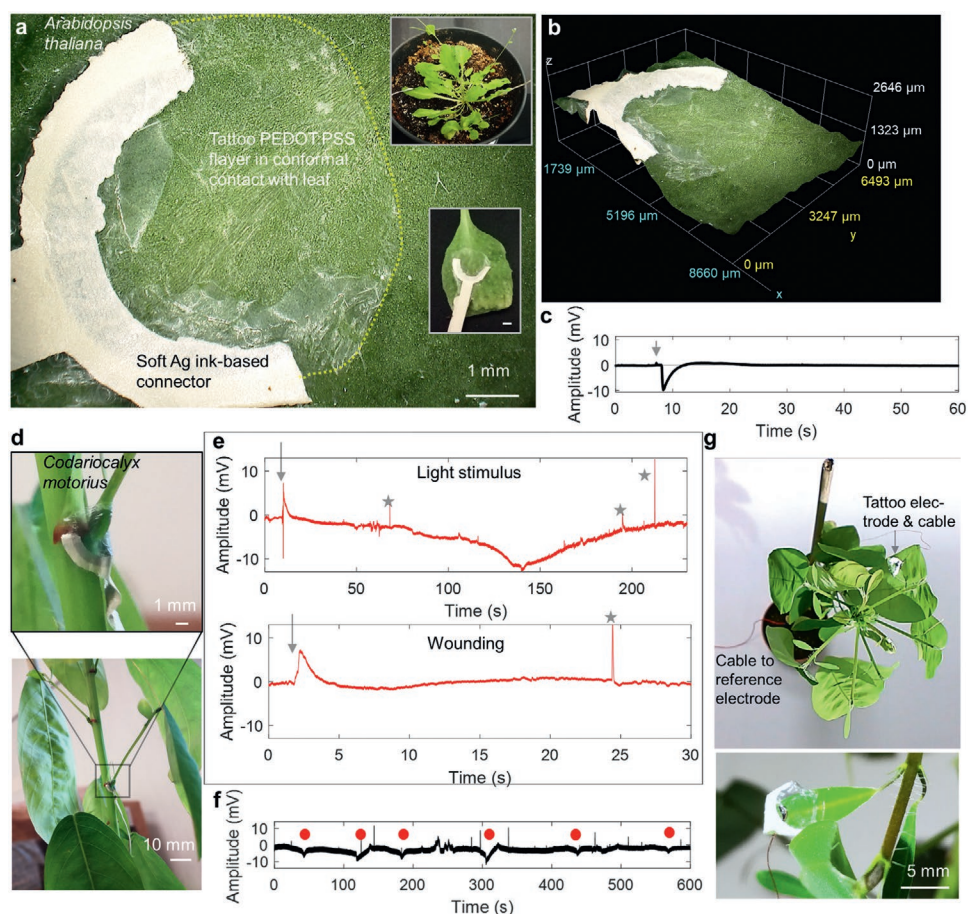 a
Arabidopsis
thaliana
Tattoo PEDOT:PSS
flayer in conformal
contact with leaf
Soft Ag ink-based
connector
1 mm
b
z
2646 µm
1323 µm
0 µm
6493 µm
3247 µm
y
0 µm
1739 µm
5196 µm
8660 µm
x
c
Amplitude (mV)
10
0
-10
0 10 20 30 40 50 60
Time (s)
d
Codariocalyx
motorius
1 mm
10 mm
e
Light stimulus
Amplitude (mV)
10
0
-10
0 50 100 150 200
Time (s)
Wounding
Amplitude (mV)
10
0
-10
0 5 10 15 20 25 30
Time (s)
f
Amplitude (mV)
10
0
-10
0 100 200 300 400 500 600
Time (s)
g
Tattoo elec-
trode & cable
Cable to
reference
electrode
5 mm